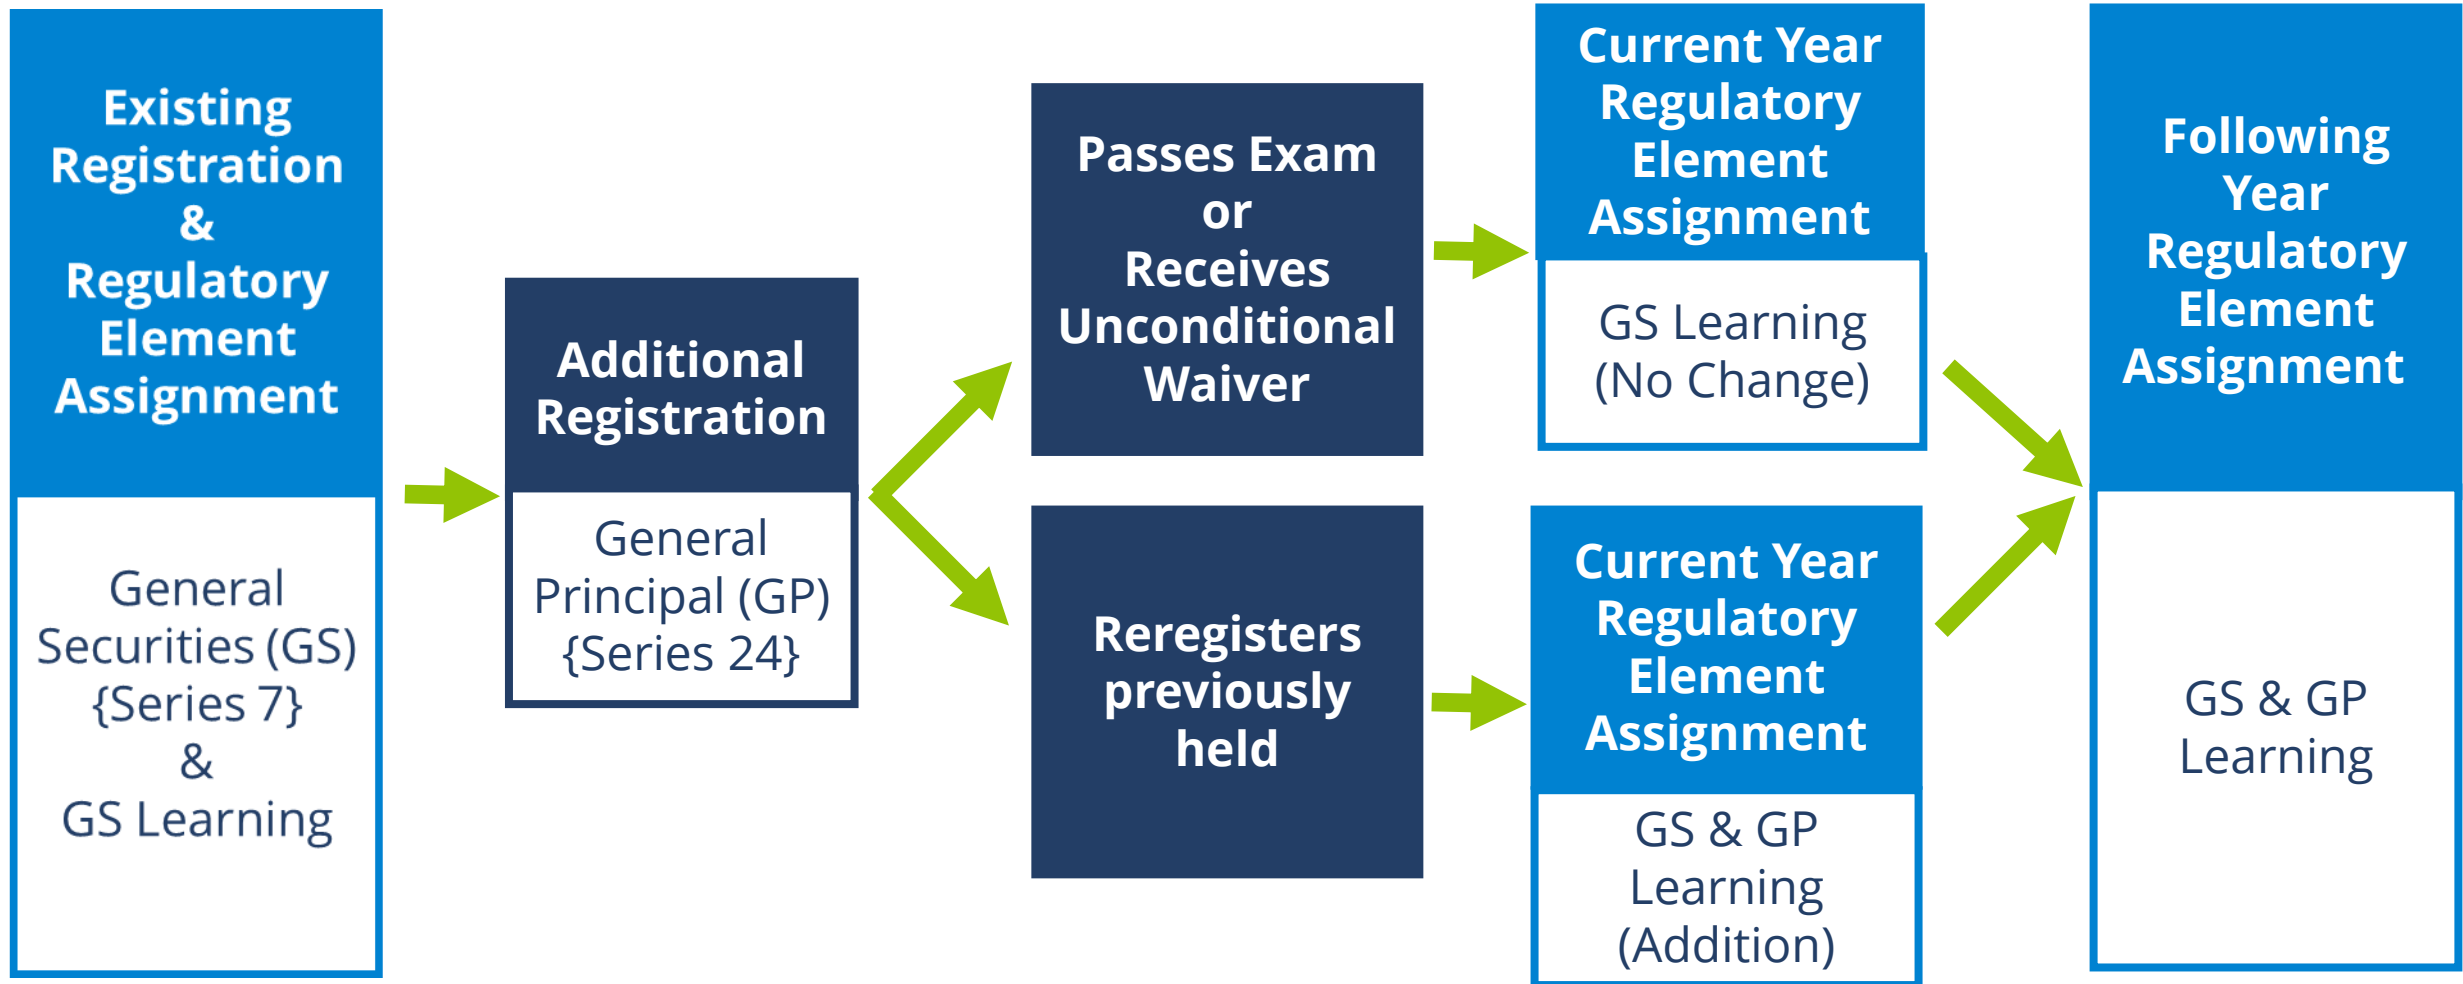 Existing
Registration
&
Regulatory
Element
Assignment
General
Securities (GS)
{Series 7}
&
GS Learning
Additional
Registration
General
Principal (GP)
{Series 24}
Passes Exam
or
Receives
Unconditional
Waiver
Current Year
Regulatory
Element
Assignment
GS Learning
(No Change)
Reregisters
previously
held
Current Year
Regulatory
Element
Assignment
GS & GP
Learning
(Addition)
Following
Year
Regulatory
Element
Assignment
GS & GP
Learning